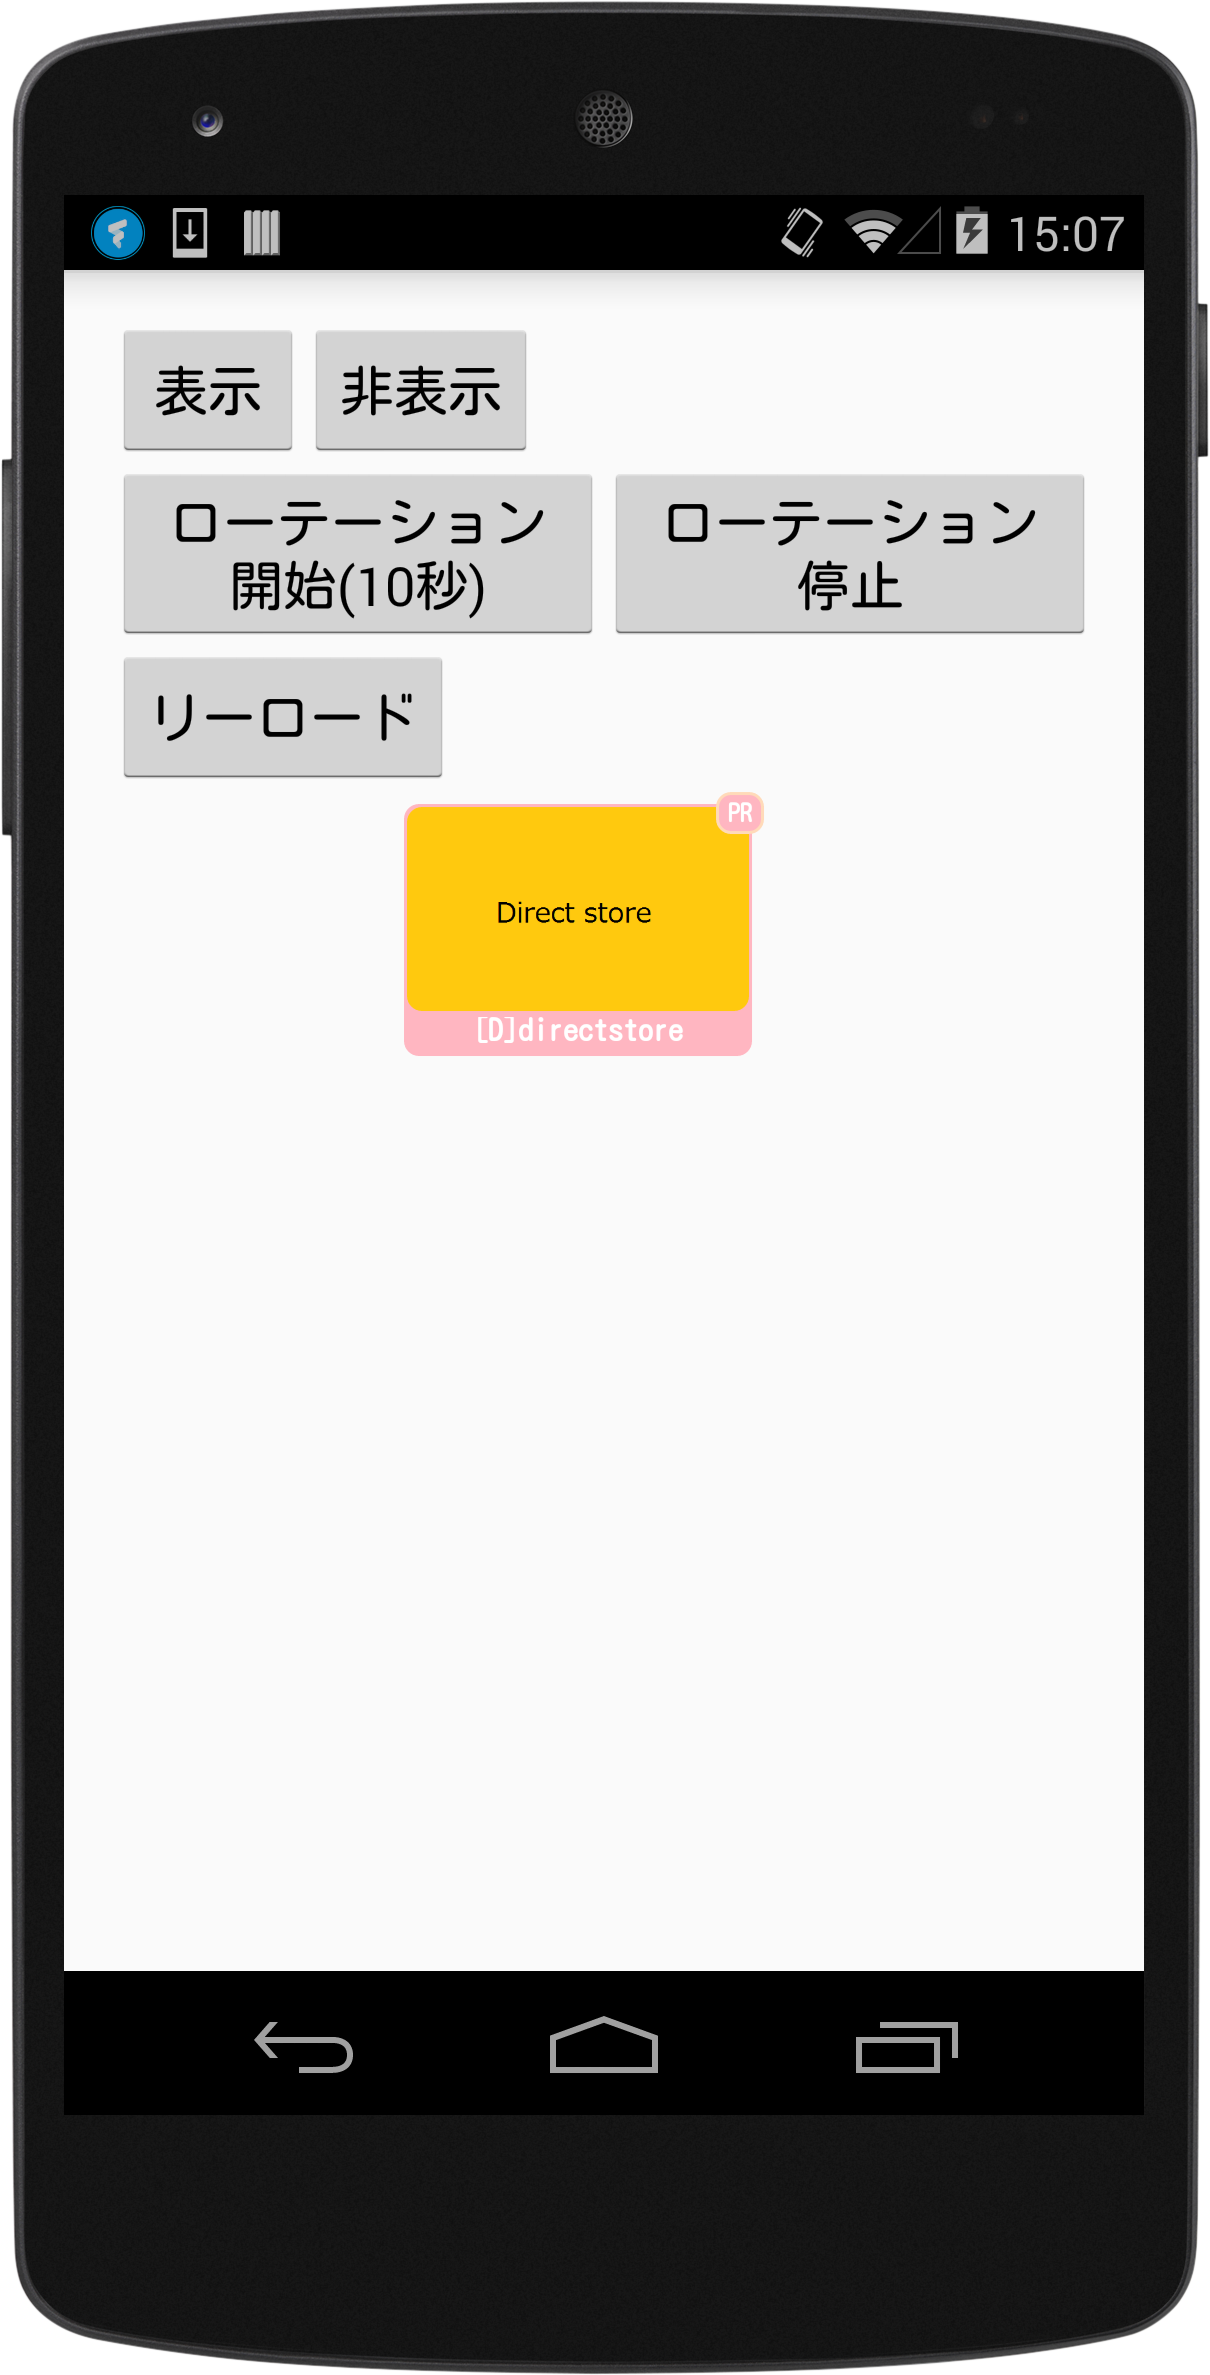 15:07
表示
非表示
ローテーション
開始(10秒)
ローテーション
停止
リーロード
PR
Direct store
[D]directstore